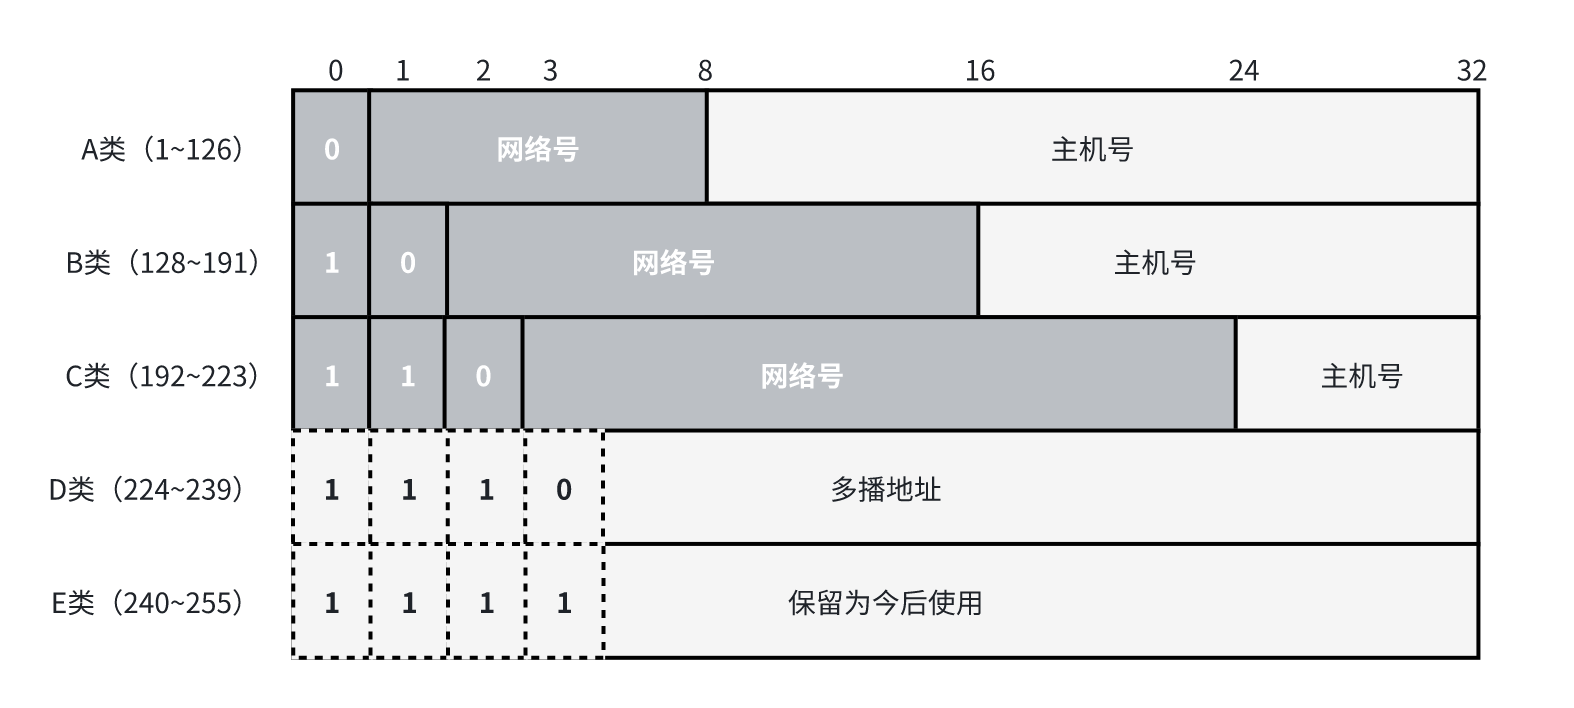 0 1 2 3 8 16 24 32
A类（1~126） 0 网络号 主机号
B类（128~191） 1 0 网络号 主机号
C类（192~223） 1 1 0 网络号 主机号
D类（224~239） 1 1 1 0 多播地址
E类（240~255） 1 1 1 1 保留为今后使用